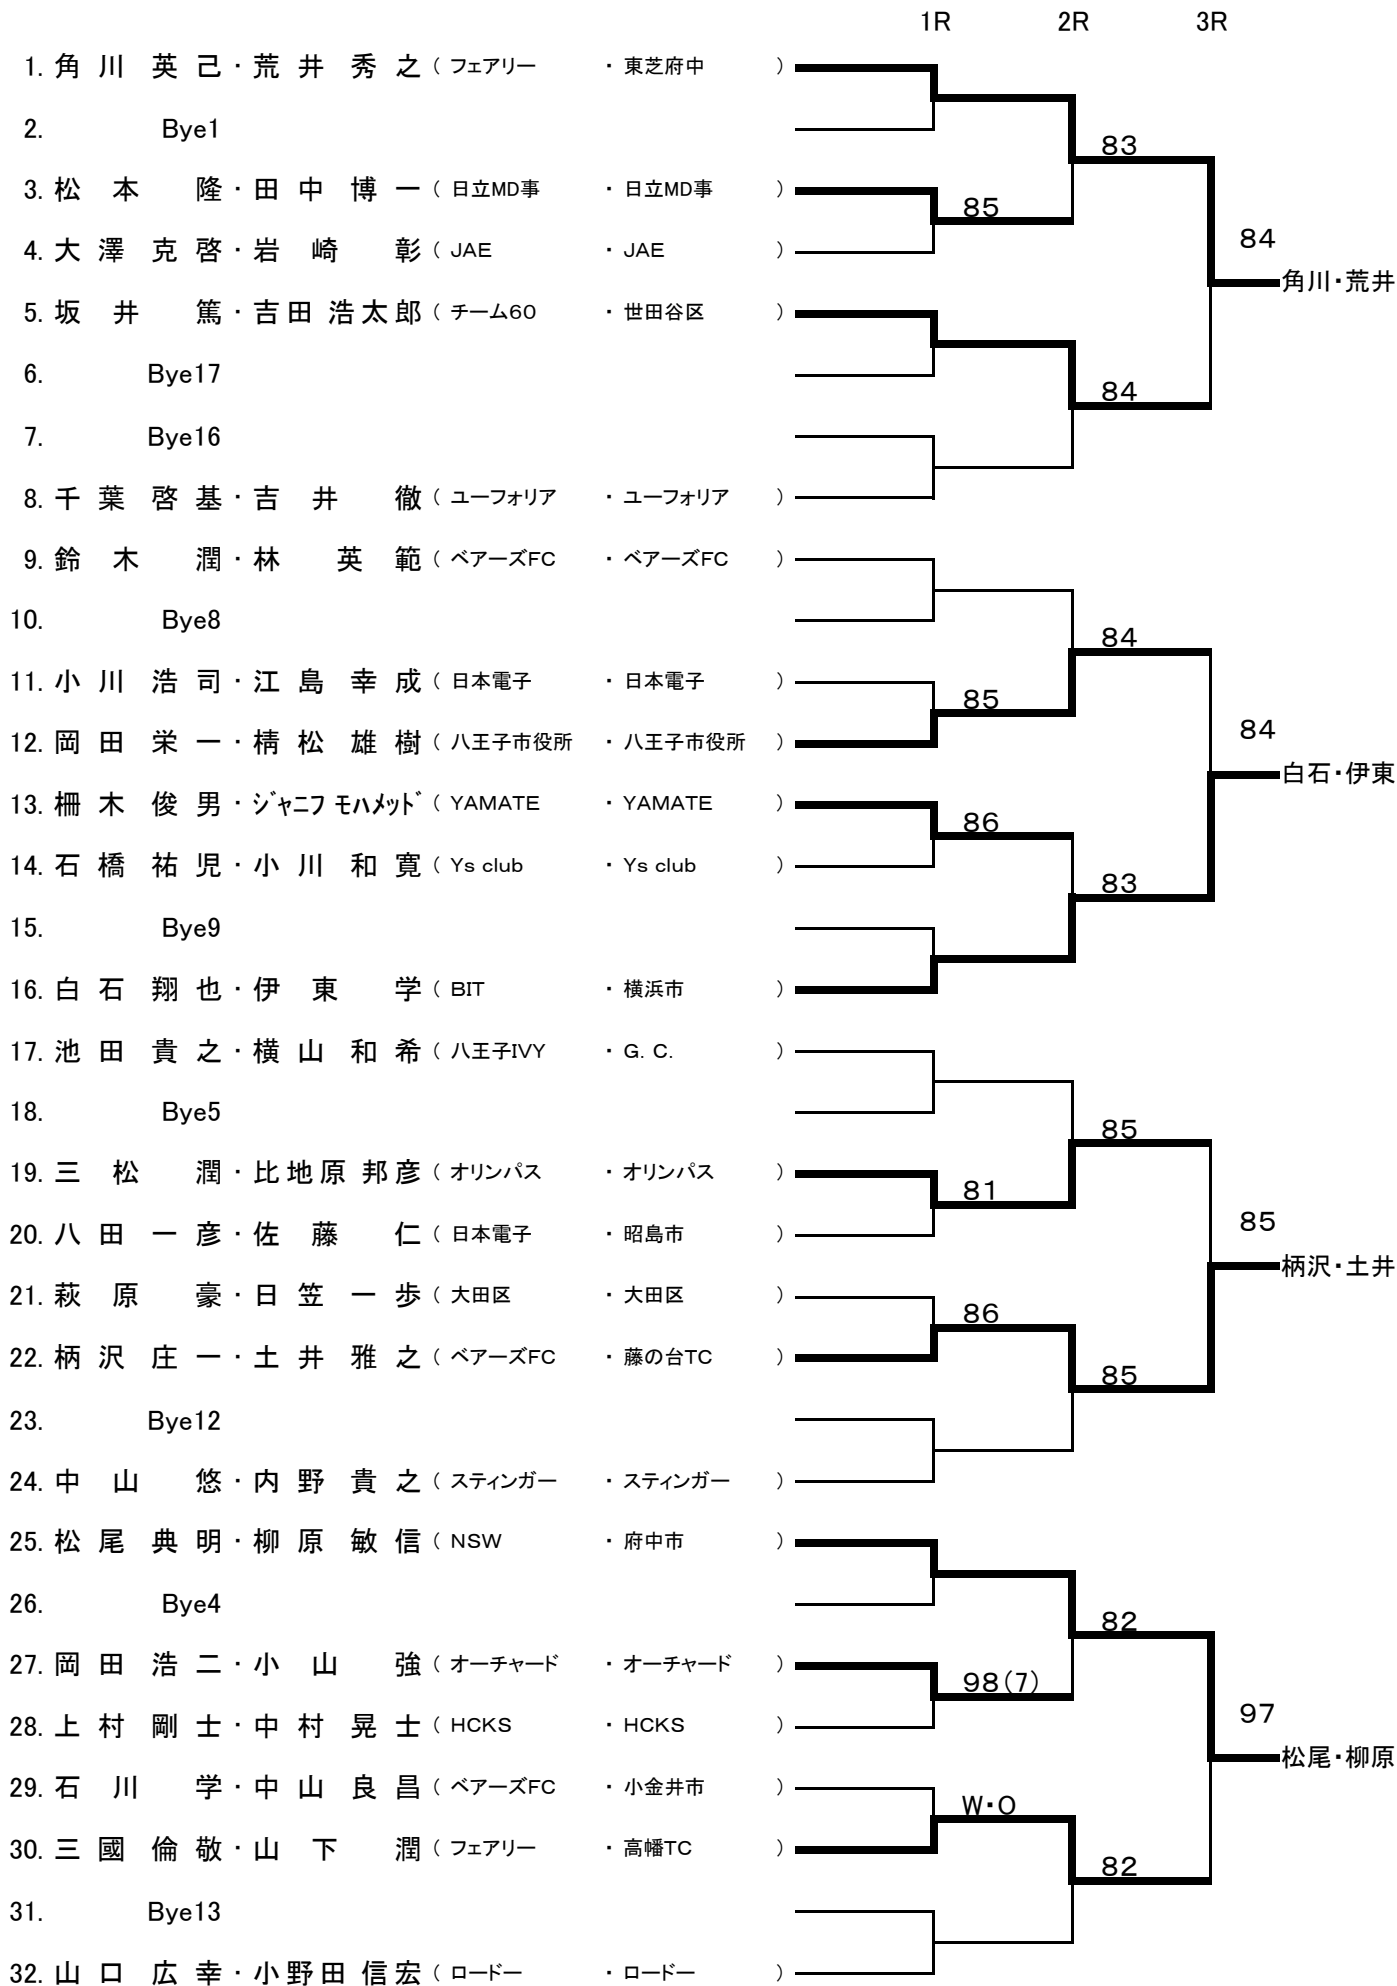 1R 2R 3R
1. 角川 英己・荒井 秀之 ( フェアリー ・ 東芝府中 )
2. Bye1
83
3. 松本 隆・田中 博一 ( 日立MD事 ・ 日立MD事 )
85
84
4. 大澤 克啓・岩崎 彰 ( JAE ・ JAE )
角川・荒井
5. 坂井 篤・吉田 浩太郎 ( チーム60 ・ 世田谷区 )
6. Bye17
84
7. Bye16
8. 千葉 啓基・吉井 徹 ( ユーフォリア ・ ユーフォリア )
9. 鈴木 潤・林 英範 ( ベアーズFC ・ ベアーズFC )
10. Bye8
84
11. 小川 浩司・江島 幸成 ( 日本電子 ・ 日本電子 )
85
84
12. 岡田 栄一・棈松 雄樹 ( 八王子市役所 ・ 八王子市役所 )
白石・伊東
13. 柵木 俊男・ジャニフ モハメッド ( YAMATE ・ YAMATE )
86
14. 石橋 祐児・小川 和寛 ( Ys club ・ Ys club )
83
15. Bye9
16. 白石 翔也・伊東 学 ( BIT ・ 横浜市 )
17. 池田 貴之・横山 和希 ( 八王子IVY ・ G. C. )
18. Bye5
85
19. 三松 潤・比地原 邦彦 ( オリンパス ・ オリンパス )
81
85
20. 八田 一彦・佐藤 仁 ( 日本電子 ・ 昭島市 )
柄沢・土井
21. 萩原 豪・日笠 一歩 ( 大田区 ・ 大田区 )
86
22. 柄沢 庄一・土井 雅之 ( ベアーズFC ・ 藤の台TC )
85
23. Bye12
24. 中山 悠・内野 貴之 ( スティンガー ・ スティンガー )
25. 松尾 典明・柳原 敏信 ( NSW ・ 府中市 )
26. Bye4
82
27. 岡田 浩二・小山 強 ( オーチャード ・ オーチャード )
98(7)
97
28. 上村 剛士・中村 晃士 ( HCKS ・ HCKS )
松尾・柳原
29. 石川 学・中山 良昌 ( ベアーズFC ・ 小金井市 )
W・O
30. 三國 倫敬・山下 潤 ( フェアリー ・ 高幡TC )
82
31. Bye13
32. 山口 広幸・小野田 信宏 ( ロードー ・ ロードー )